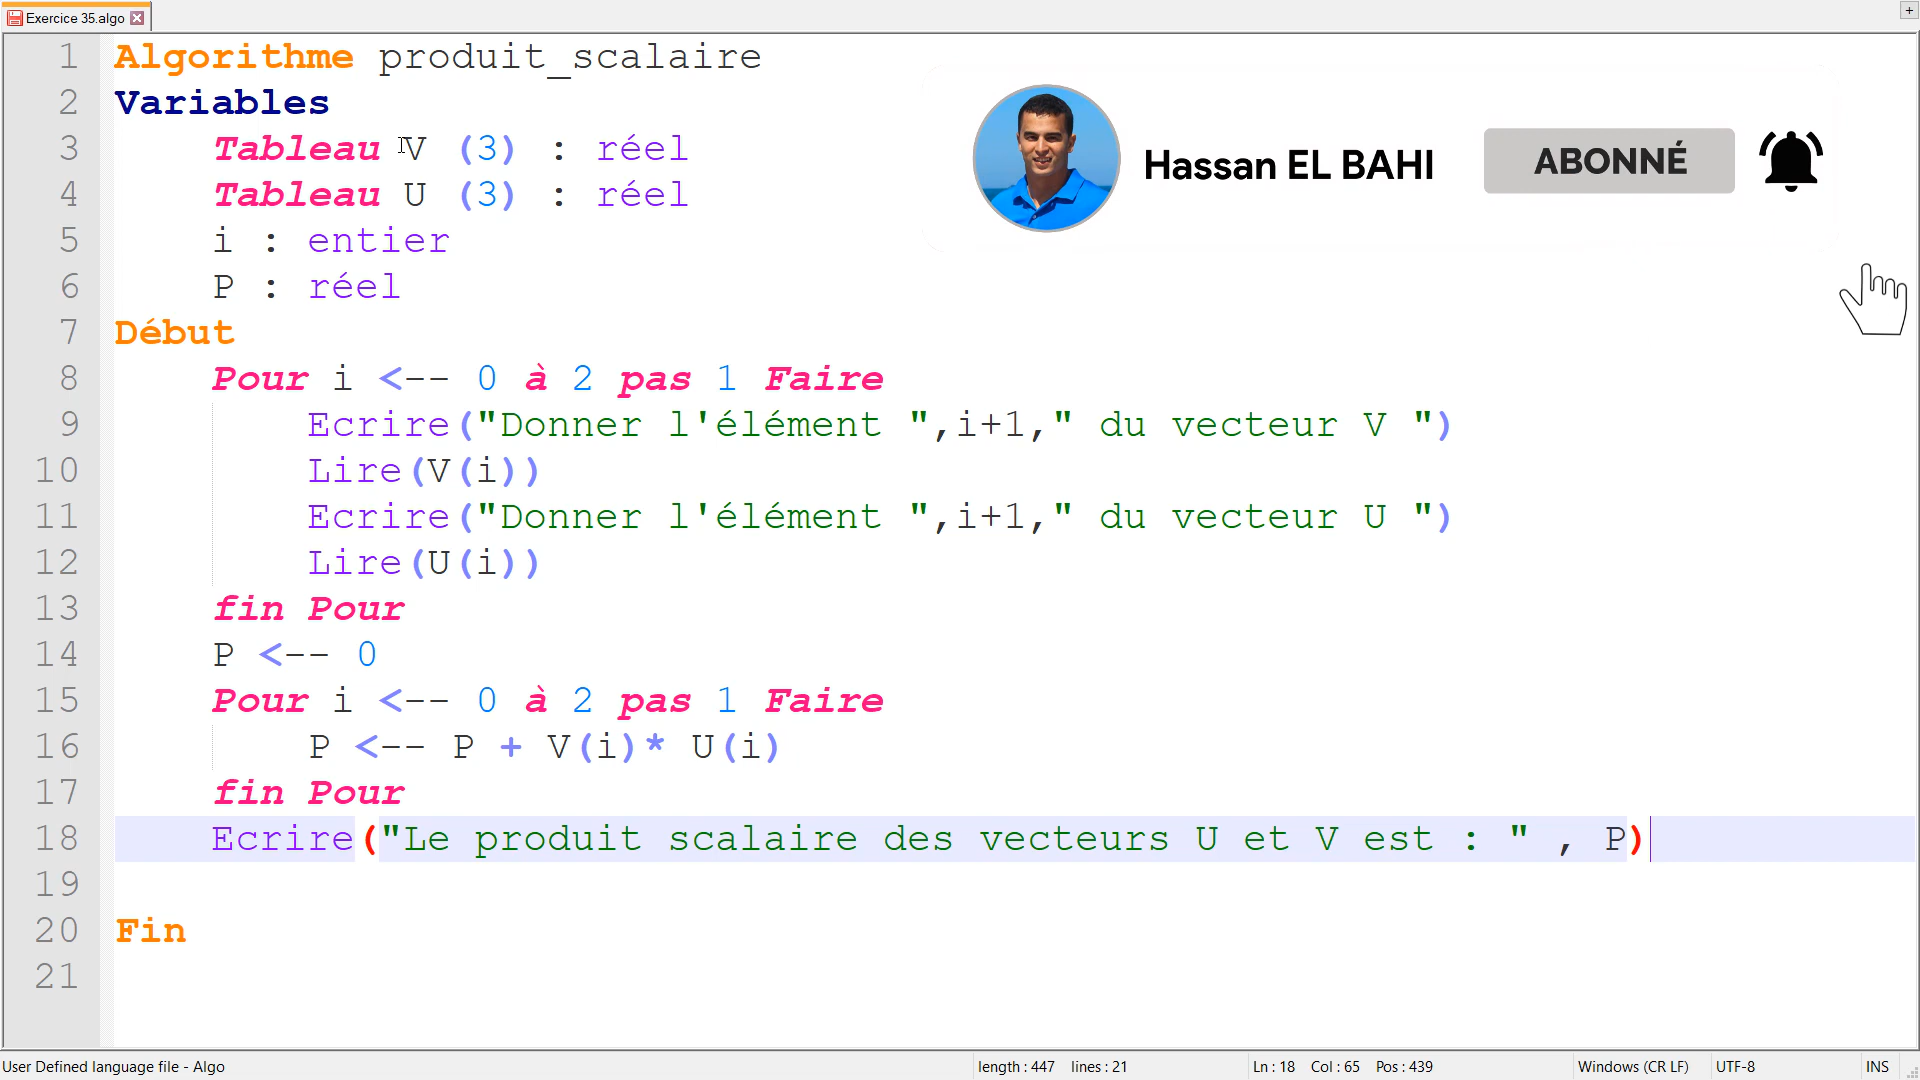 Exercice 35.algo
1 Algorithme produit_scalaire
2 Variables
3 Tableau V (3) : réel
4 Tableau U (3) : réel
5 i : entier
6 P : réel
7 Début
8 Pour i <-- 0 à 2 pas 1 Faire
9 Ecrire("Donner l'élément ",i+1," du vecteur V ")
10 Lire(V(i))
11 Ecrire("Donner l'élément ",i+1," du vecteur U ")
12 Lire(U(i))
13 fin Pour
14 P <-- 0
15 Pour i <-- 0 à 2 pas 1 Faire
16 P <-- P + V(i)* U(i)
17 fin Pour
18 Ecrire("Le produit scalaire des vecteurs U et V est : " , P)
19
20 Fin
21
Hassan EL BAHI
ABONNÉ
User Defined language file - Algo length : 447 lines : 21 Ln : 18 Col : 65 Pos : 439 Windows (CR LF) UTF-8 INS